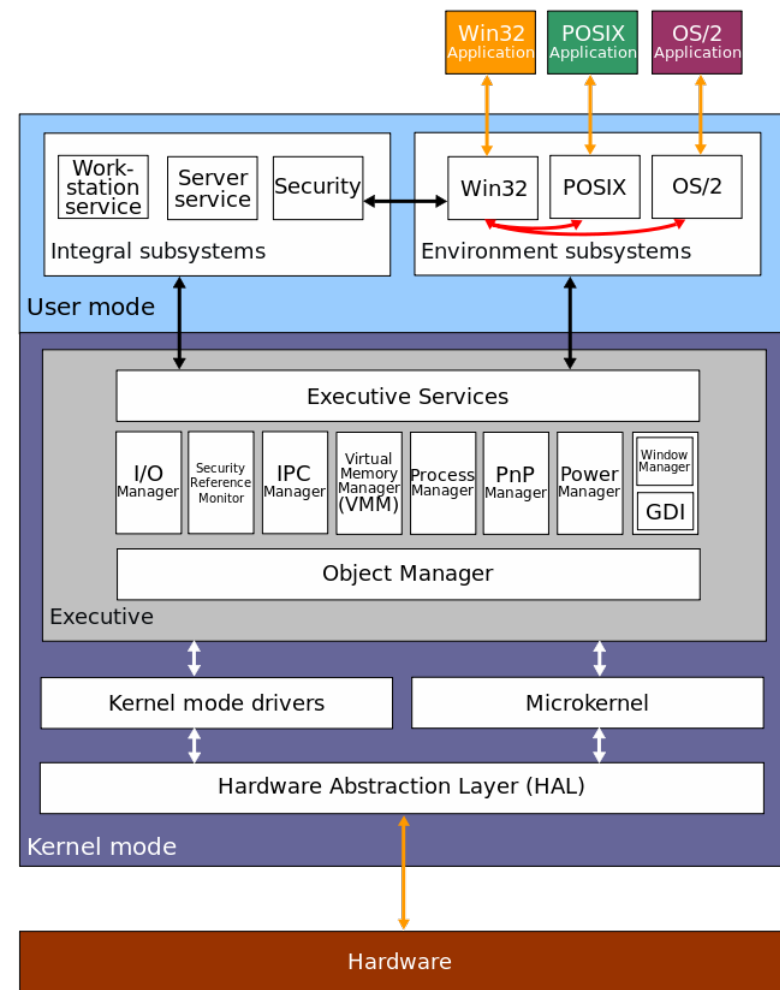 Win32
Application
POSIX
Application
OS/2
Application
Work-
station
service
Server
service
Security
Integral subsystems
Win32
POSIX
OS/2
Environment subsystems
User mode
Executive Services
I/O
Manager
Security
Reference
Monitor
IPC
Manager
Virtual
Memory
Manager
(VMM)
Process
Manager
PnP
Manager
Power
Manager
Window
Manager
GDI
Object Manager
Executive
Kernel mode drivers
Microkernel
Hardware Abstraction Layer (HAL)
Kernel mode
Hardware